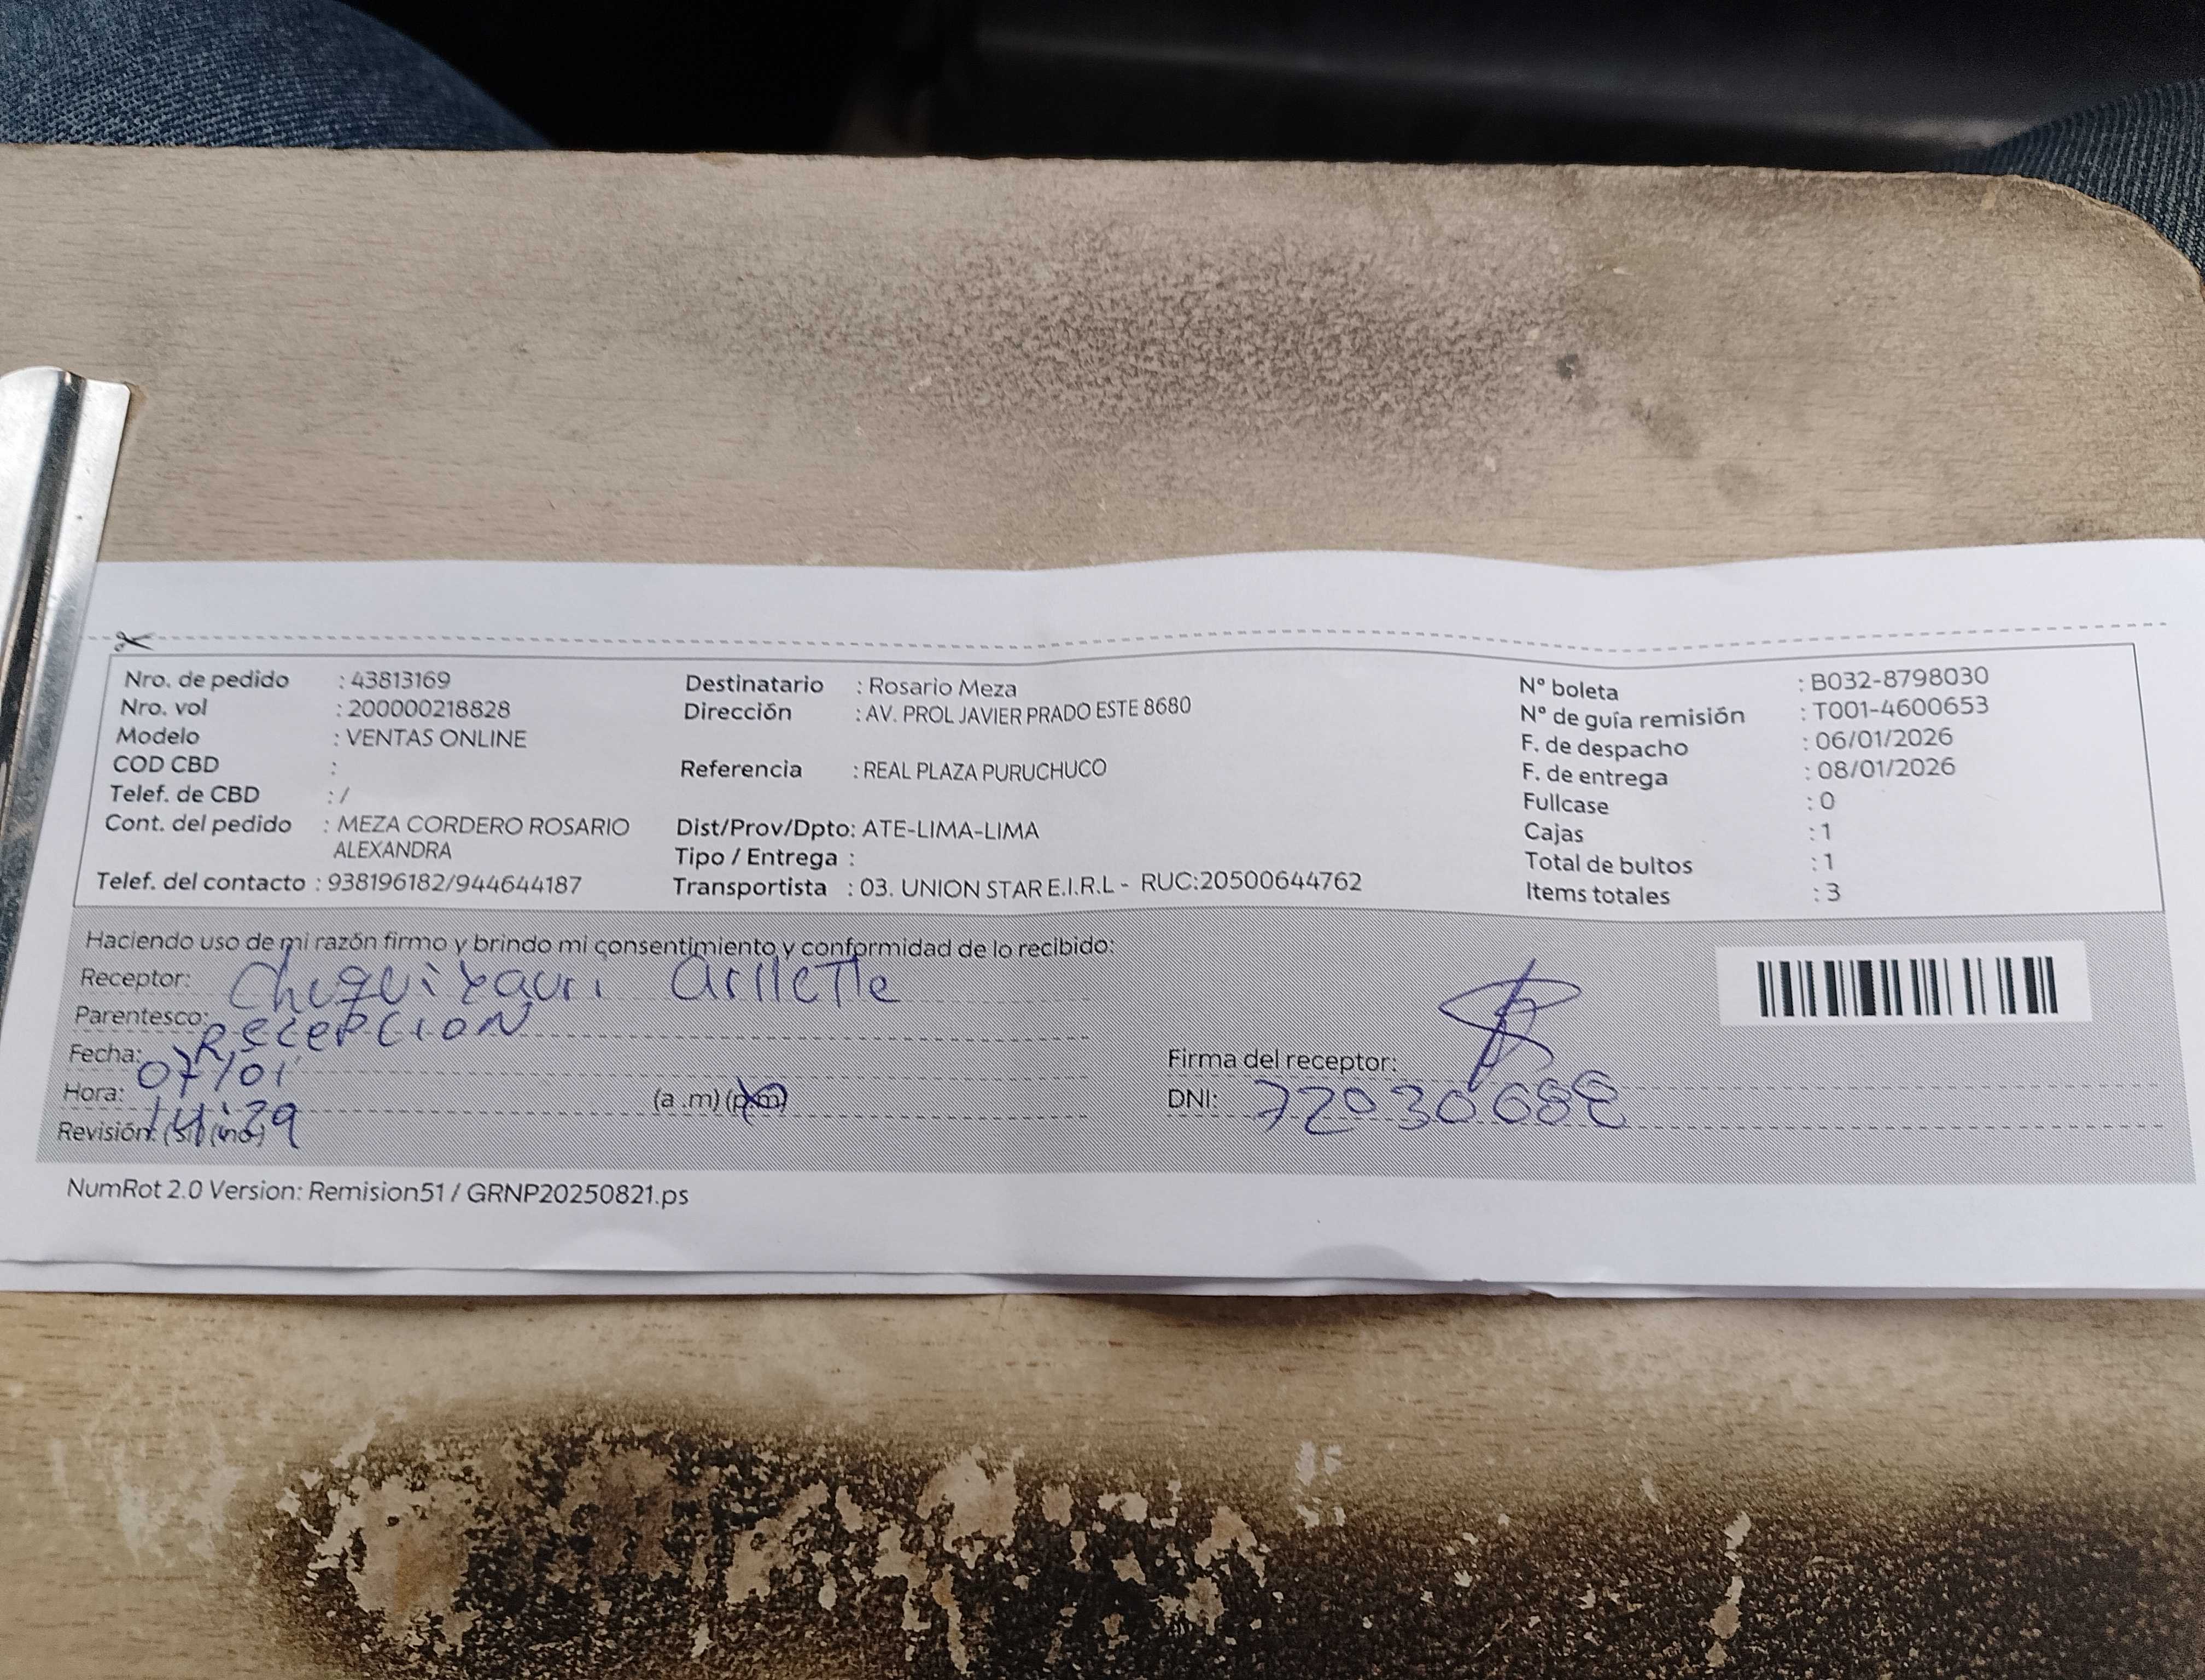 Nro. de pedido : 43813169
Nro. vol : 200000218828
Modelo : VENTAS ONLINE
COD CBD :
Telef. de CBD : /
Cont. del pedido : MEZA CORDERO ROSARIO
ALEXANDRA
Telef. del contacto : 938196182/944644187
Destinatario : Rosario Meza
Dirección : AV. PROL JAVIER PRADO ESTE 8680
Referencia : REAL PLAZA PURUCHUCO
Dist/Prov/Dpto: ATE-LIMA-LIMA
Tipo / Entrega :
Transportista : 03. UNION STAR E.I.R.L - RUC:20500644762
N° boleta : B032-8798030
N° de guía remisión : T001-4600653
F. de despacho : 06/01/2026
F. de entrega : 08/01/2026
Fullcase : 0
Cajas : 1
Total de bultos : 1
Items totales : 3
Haciendo uso de mi razón firmo y brindo mi consentimiento y conformidad de lo recibido:
Receptor: Arllette
Parentesco: RECEPCION
Fecha: 07/01
Hora: 14:29 (a .m) (p.m)
Revisión: (si) (no)
Firma del receptor:
DNI: 72030688
NumRot 2.0 Version: Remision51 / GRNP20250821.ps